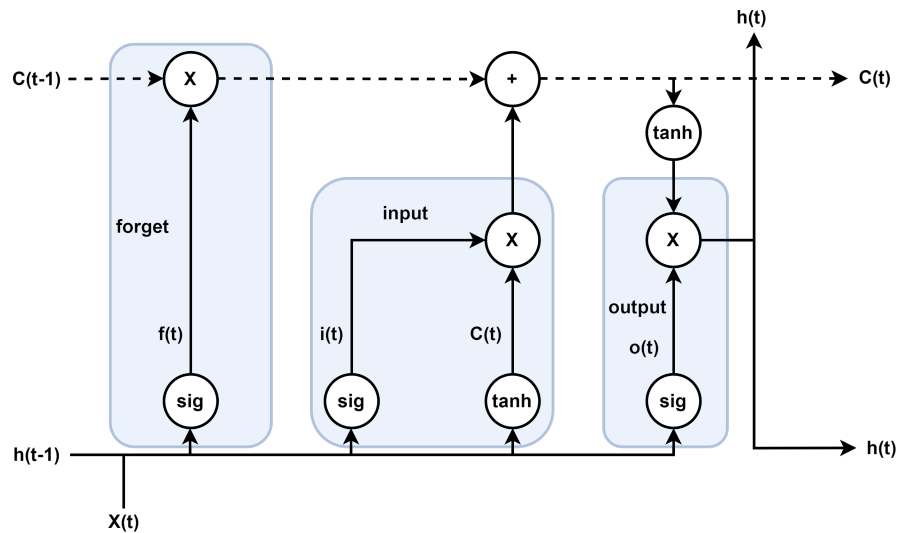 h(t)
C(t-1)
X
+
C(t)
tanh
forget
input
X
X
output
f(t)
i(t)
C(t)
o(t)
sig
sig
tanh
sig
h(t-1)
h(t)
X(t)